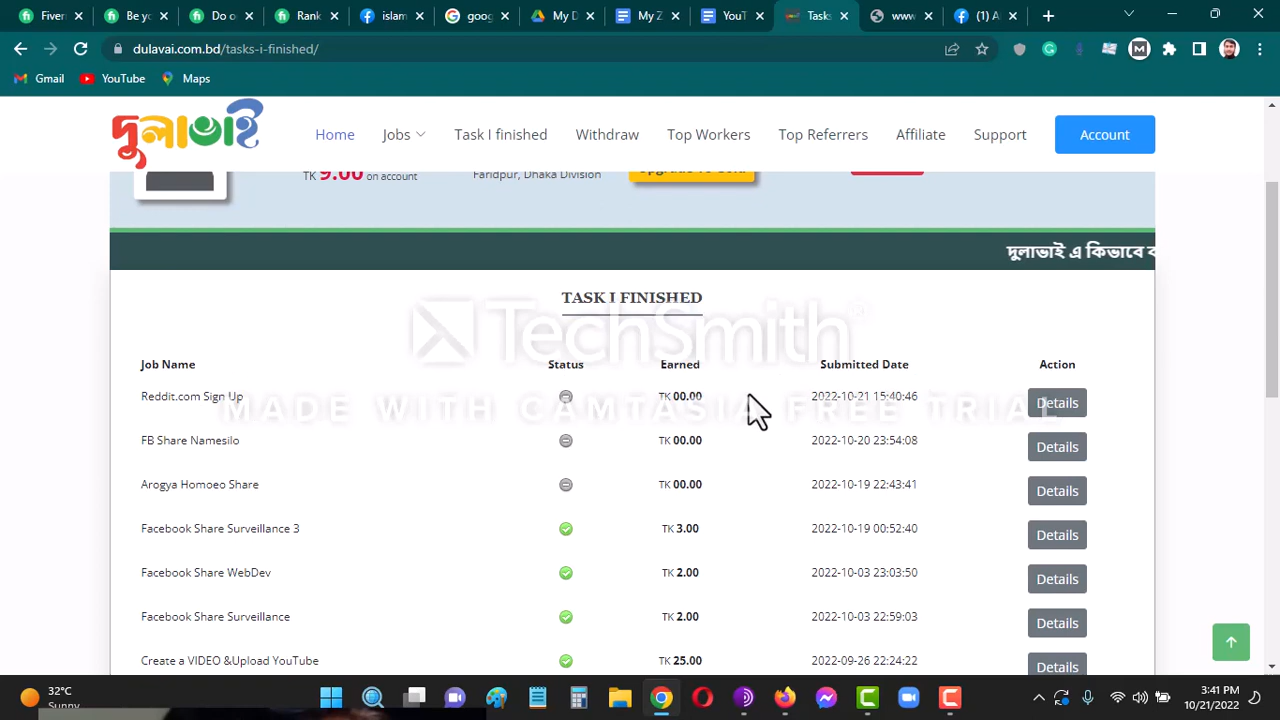 Fiver
Be yo
Do o
Rank
islam
goog
My D
My Z
YouT
Tasks
www
(1) A
dulavai.com.bd/tasks-i-finished/
Gmail YouTube Maps
দুলাভাই
Home Jobs Task I finished Withdraw Top Workers Top Referrers Affiliate Support Account
TK 9.00 on account
Faridpur, Dhaka Division
Upgrade To Gold
দুলাভাই এ কিভাবে
TASK I FINISHED
TechSmith®
MADE WITH CAMTASIA FREE TRIAL
Job Name Status Earned Submitted Date Action
Reddit.com Sign Up TK 00.00 2022-10-21 15:40:46 Details
FB Share Namesilo TK 00.00 2022-10-20 23:54:08 Details
Arogya Homoeo Share TK 00.00 2022-10-19 22:43:41 Details
Facebook Share Surveillance 3 TK 3.00 2022-10-19 00:52:40 Details
Facebook Share WebDev TK 2.00 2022-10-03 23:03:50 Details
Facebook Share Surveillance TK 2.00 2022-10-03 22:59:03 Details
Create a VIDEO &Upload YouTube TK 25.00 2022-09-26 22:24:22 Details
32°C
Sunny
3:41 PM
10/21/2022